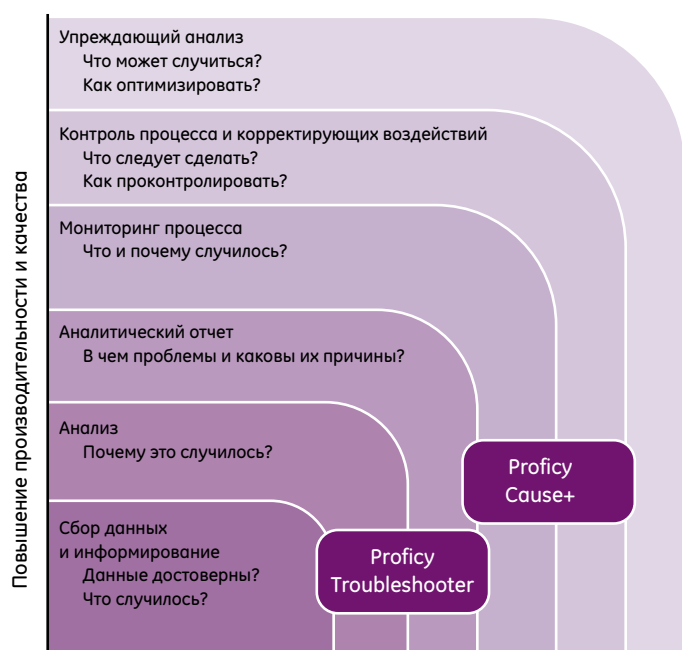 Упреждающий анализ
Что может случиться?
Как оптимизировать?
Контроль процесса и корректирующих воздействий
Что следует сделать?
Как проконтролировать?
Мониторинг процесса
Что и почему случилось?
Аналитический отчет
В чем проблемы и каковы их причины?
Анализ
Почему это случилось?
Сбор данных
и информирование
Данные достоверны?
Что случилось?
Proficy
Cause+
Proficy
Troubleshooter
Повышение производительности и качества